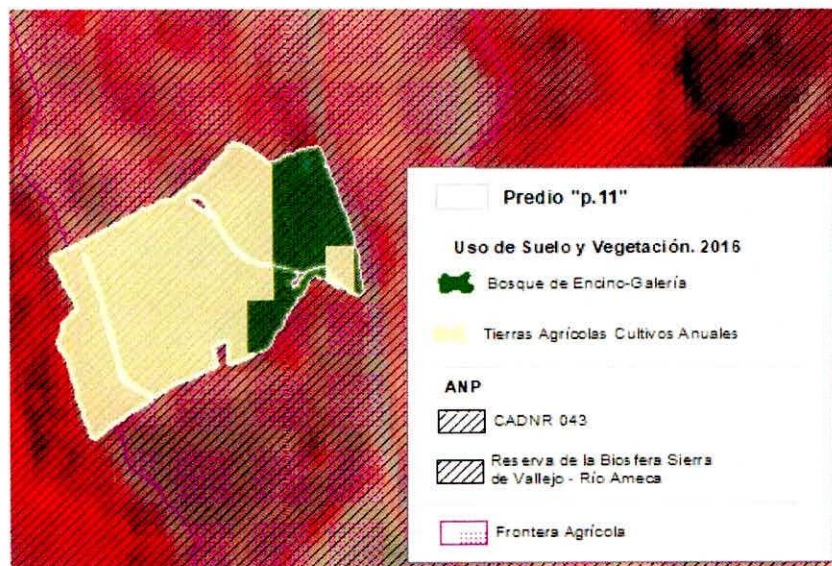 Predio "p.11"
Uso de Suelo y Vegetación. 2016
Bosque de Encino-Galería
Tierras Agrícolas Cultivos Anuales
ANP
CADNR 043
Reserva de la Biosfera Sierra
de Vallejo - Río Ameca
Frontera Agrícola